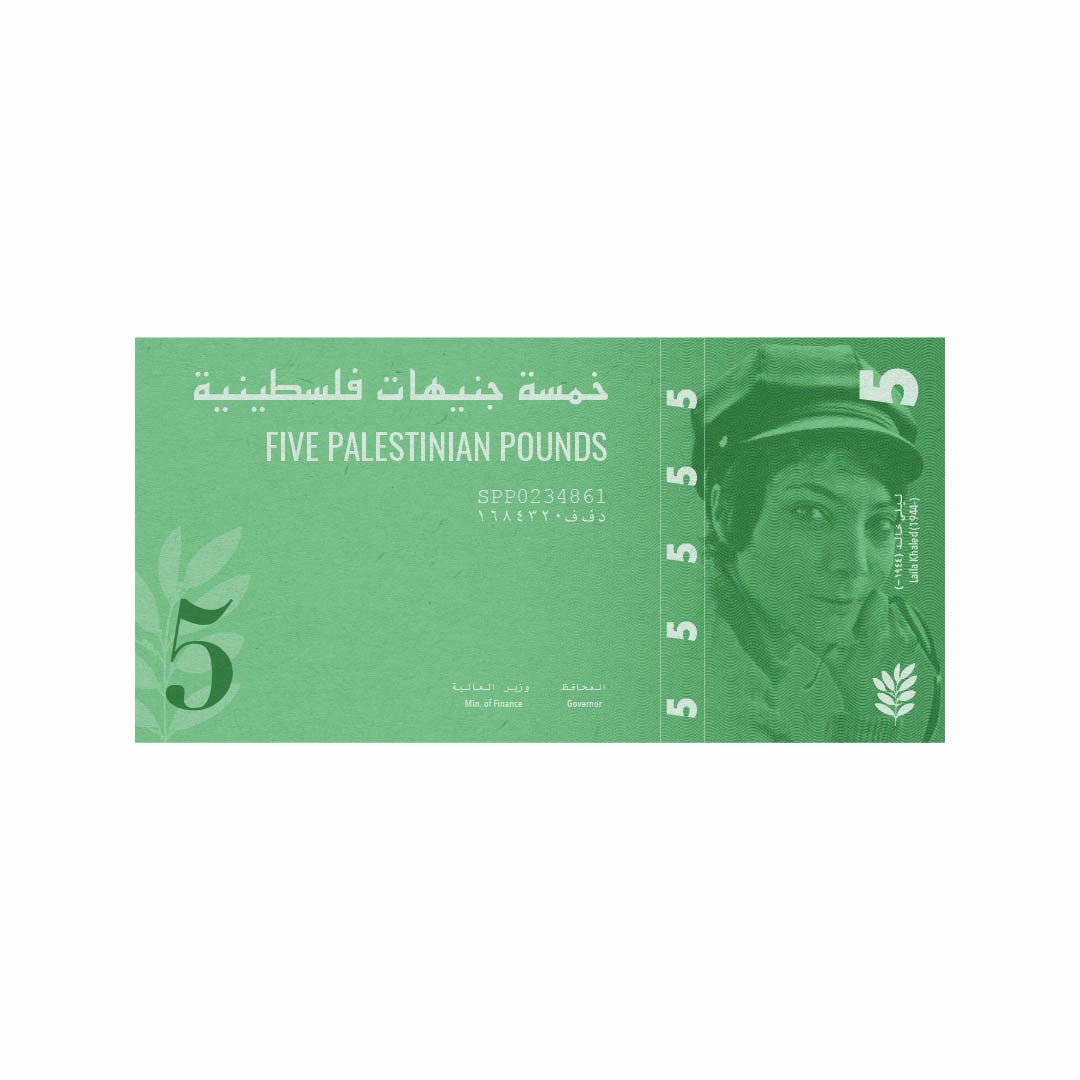 خمسة جنيهات فلسطينية
FIVE PALESTINIAN POUNDS
SPP0234861
دفف٠٢٣٤٨٦١
وزير المالية
Min. of Finance
المحافظ
Governor
5
5
5
5
5
5
5
ليلى خالد (١٩٤٤-)
Laila Khaled (1944-)